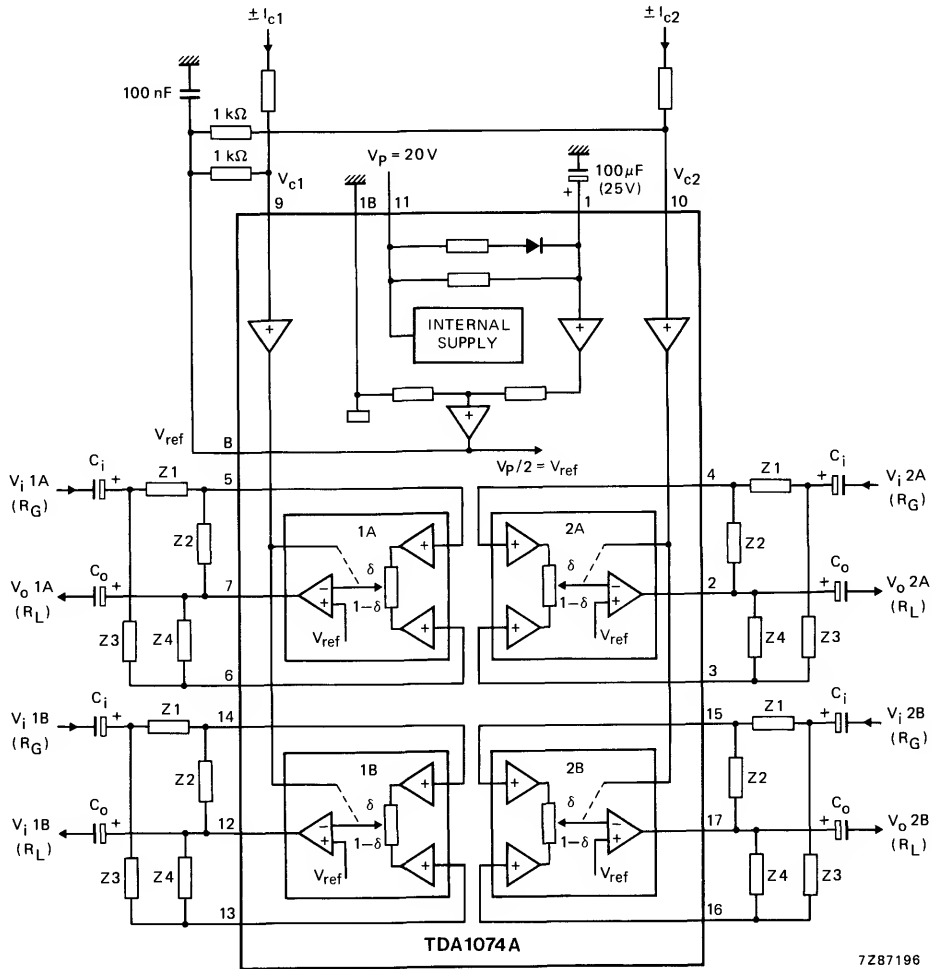 ± Ic1
± Ic2
100 nF
1 kΩ
1 kΩ
VP = 20 V
100 µF
(25V)
Vc1
Vc2
+
9
1B
11
1
10
+
INTERNAL
SUPPLY
+
+
+
Vref
B
VP/2 = Vref
Ci
Z1
5
4
Z1
Ci
Vi 1A
+
+
Vi 2A
(RG)
(RG)
1A
2A
+
+
Z2
δ
δ
Z2
Co
Co
Vo 1A
+
7
−
+
1−δ
1−δ
−
+
2
+
Vo 2A
(RL)
(RL)
Z3
Z4
Vref
+
+
Vref
Z4
Z3
6
3
Ci
Z1
14
15
Z1
Ci
Vi 1B
+
+
Vi 2B
(RG)
(RG)
1B
2B
+
+
Z2
δ
δ
Z2
Co
Co
Vi 1B
+
12
−
+
1−δ
1−δ
−
+
17
+
Vo 2B
(RL)
(RL)
Z3
Z4
Vref
+
+
Vref
Z4
Z3
13
16
TDA1074A
7Z87196